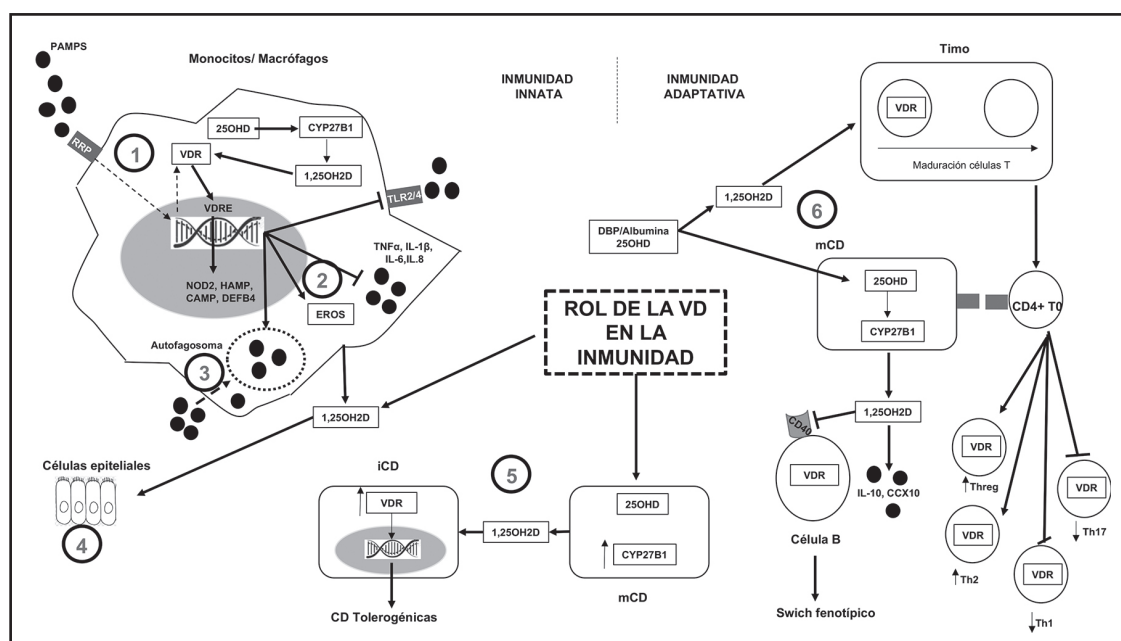 PAMPS
Monocitos/ Macrófagos
RRP
1
25OHD
CYP27B1
VDR
1,25OH2D
VDRE
TLR2/4
NOD2, HAMP,
CAMP, DEFB4
2
TNFα, IL-1β,
IL-6,IL.8
EROS
Autofagosoma
3
1,25OH2D
Células epiteliales
4
INMUNIDAD
INNATA
INMUNIDAD
ADAPTATIVA
ROL DE LA VD
EN LA
INMUNIDAD
iCD
VDR
CD Tolerogénicas
5
1,25OH2D
25OHD
CYP27B1
mCD
Timo
VDR
Maduración células T
1,25OH2D
6
DBP/Albumina
25OHD
mCD
25OHD
CYP27B1
CD4+ T0
1,25OH2D
CD40
VDR
IL-10, CCX10
Célula B
Swich fenotípico
VDR
Threg
VDR
Th17
VDR
Th2
VDR
Th1